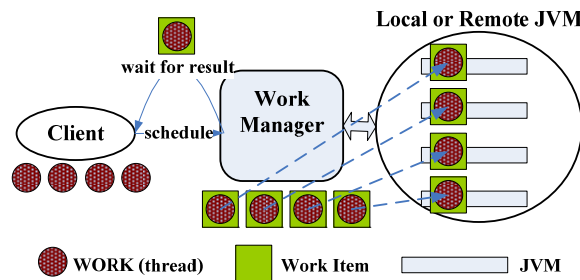 Local or Remote JVM
wait for result
Work
Manager
Client
schedule
WORK (thread)
Work Item
JVM